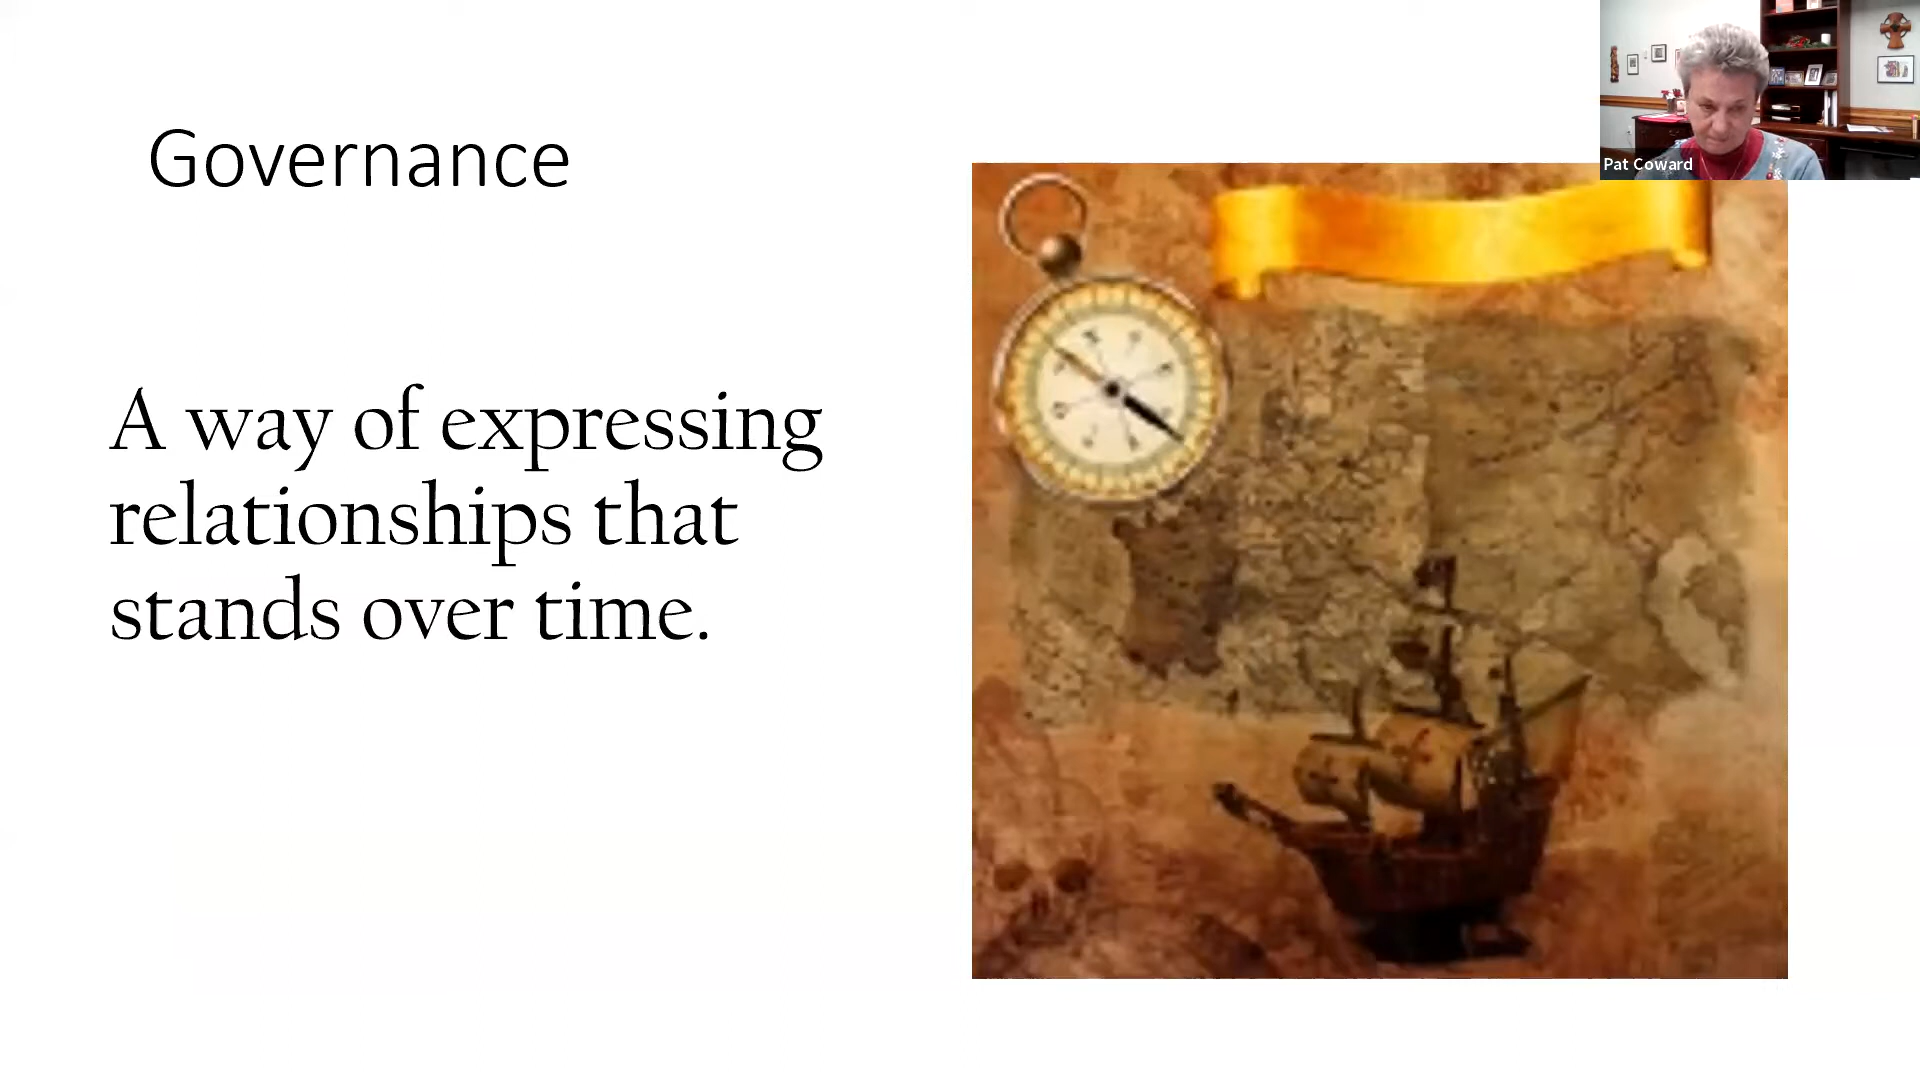 Governance
Pat Coward
A way of expressing
relationships that
stands over time.